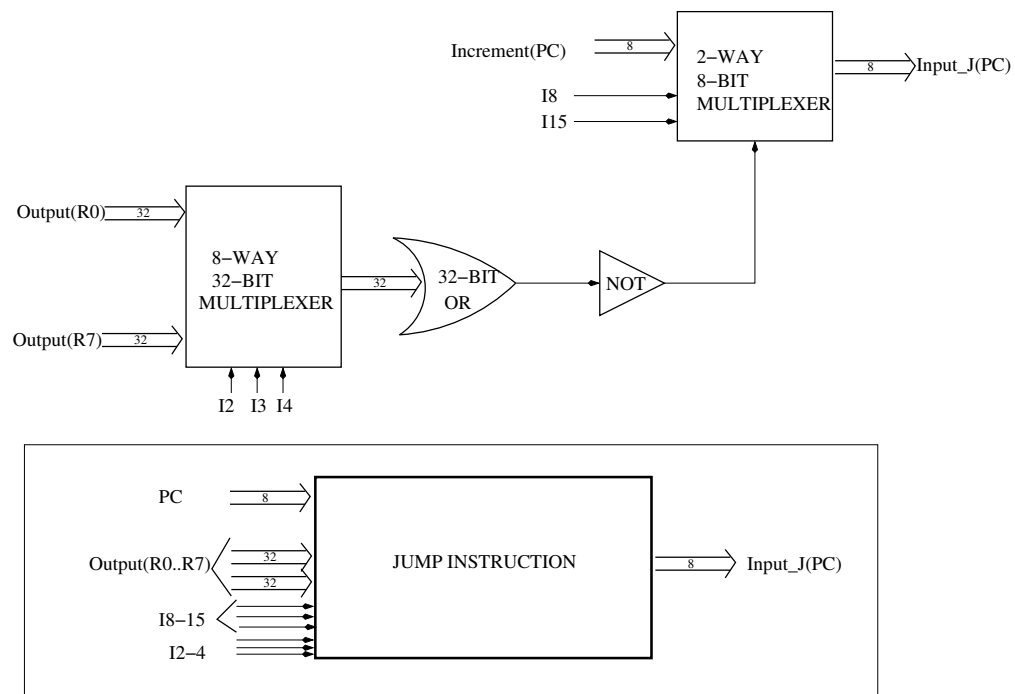 Increment(PC)
8
2−WAY
8−BIT
MULTIPLEXER
8
Input_J(PC)
I8
I15
Output(R0)
32
8−WAY
32−BIT
MULTIPLEXER
32
32−BIT
OR
NOT
Output(R7)
32
I2 I3 I4
PC
8
Output(R0..R7)
32
32
JUMP INSTRUCTION
8
Input_J(PC)
I8−15
I2−4